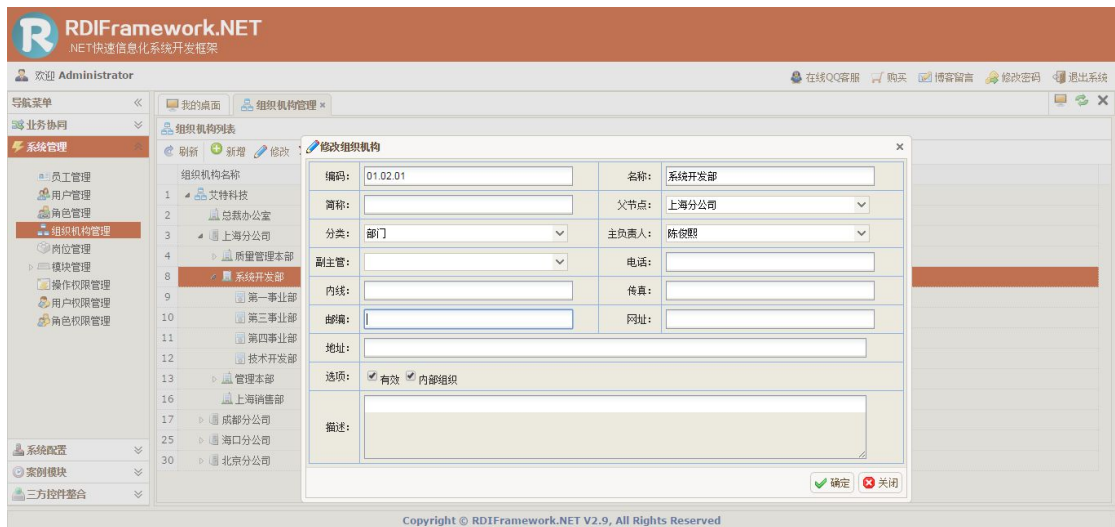 RDIFramework.NET
.NET快速信息化系统开发框架
欢迎 Administrator
在线QQ客服 购买 博客留言 修改密码 退出系统
导航菜单
我的桌面 组织机构管理 ×
业务协同
系统管理
员工管理
用户管理
角色管理
组织机构管理
岗位管理
模块管理
操作权限管理
用户权限管理
角色权限管理
系统配置
案例模块
三方控件整合
组织机构列表
刷新 新增 修改
组织机构名称
1 艾特科技
2 总裁办公室
3 上海分公司
4 质量管理本部
8 系统开发部
9 第一事业部
10 第三事业部
11 第四事业部
12 技术开发部
13 管理本部
16 上海销售部
17 成都分公司
25 海口分公司
30 北京分公司
修改组织机构
编码: 01.02.01 名称: 系统开发部
简称: 父节点: 上海分公司
分类: 部门 主负责人: 陈俊熙
副主管: 电话:
内线: 传真:
邮编: 网址:
地址:
选项: 有效 内部组织
描述:
确定 关闭
Copyright © RDIFramework.NET V2.9, All Rights Reserved